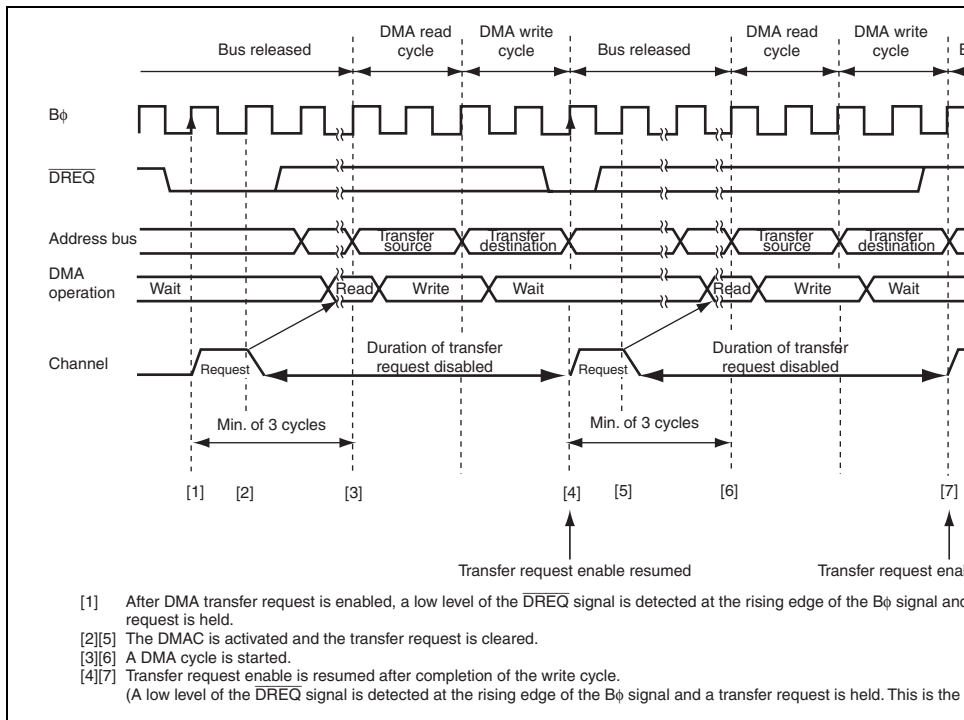 Bus released DMA read cycle DMA write cycle Bus released DMA read cycle DMA write cycle
Bφ
DREQ
Address bus Transfer source Transfer destination Transfer source Transfer destination
DMA operation Wait Read Write Wait Read Write Wait
Channel Request Duration of transfer request disabled Request Duration of transfer request disabled
Min. of 3 cycles Min. of 3 cycles
[1] [2] [3] [4] [5] [6] [7]
Transfer request enable resumed Transfer request
[1] After DMA transfer request is enabled, a low level of the DREQ signal is detected at the rising edge of the Bφ signal and
request is held.
[2][5] The DMAC is activated and the transfer request is cleared.
[3][6] A DMA cycle is started.
[4][7] Transfer request enable is resumed after completion of the write cycle.
(A low level of the DREQ signal is detected at the rising edge of the Bφ signal and a transfer request is held. This is the